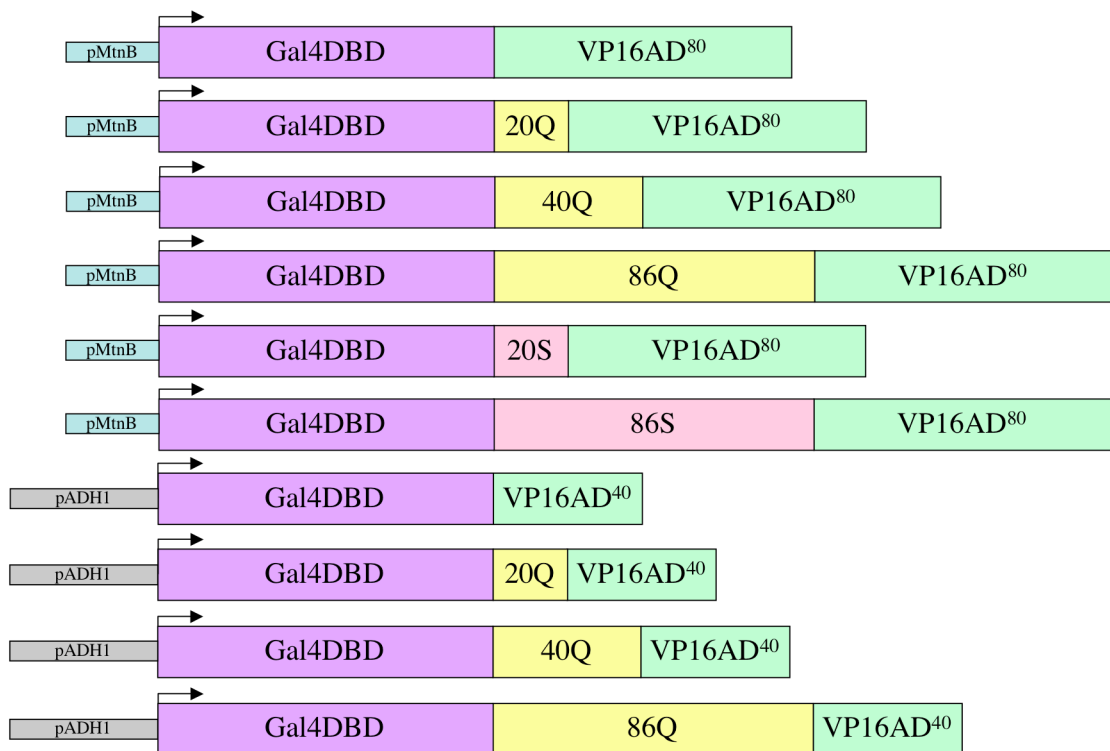 pMtnB Gal4DBD VP16AD⁸⁰
pMtnB Gal4DBD 20Q VP16AD⁸⁰
pMtnB Gal4DBD 40Q VP16AD⁸⁰
pMtnB Gal4DBD 86Q VP16AD⁸⁰
pMtnB Gal4DBD 20S VP16AD⁸⁰
pMtnB Gal4DBD 86S VP16AD⁸⁰
pADH1 Gal4DBD VP16AD⁴⁰
pADH1 Gal4DBD 20Q VP16AD⁴⁰
pADH1 Gal4DBD 40Q VP16AD⁴⁰
pADH1 Gal4DBD 86Q VP16AD⁴⁰